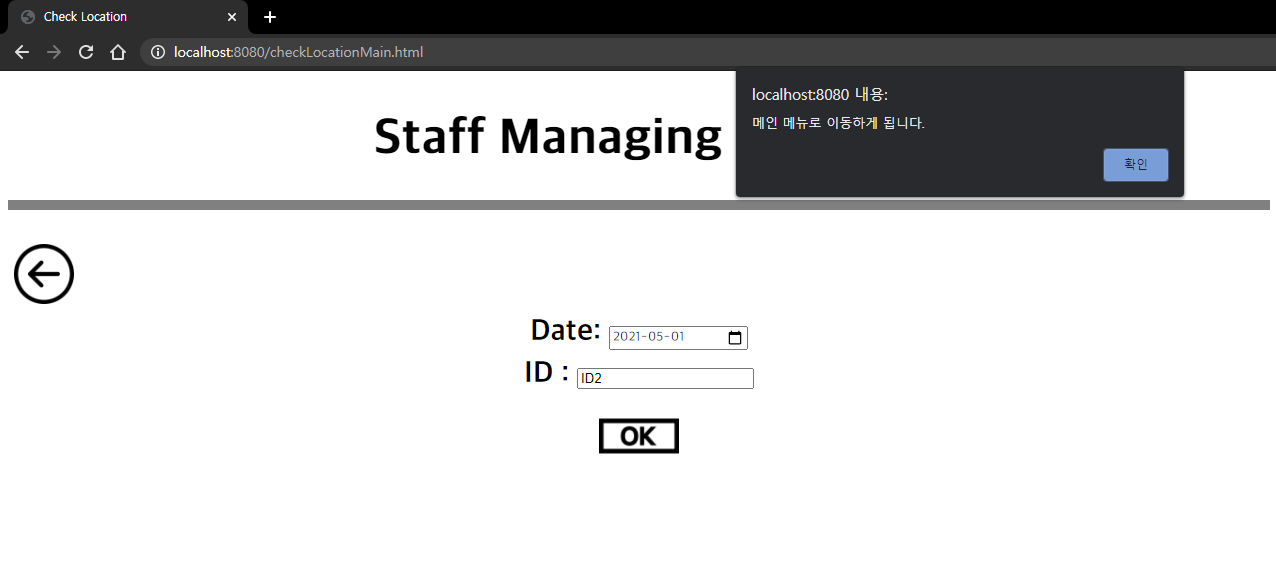 Check Location
localhost:8080/checkLocationMain.html
localhost:8080 내용:
메인 메뉴로 이동하게 됩니다.
확인
Staff Managing
Date: 2021-05-01
ID : ID2
OK